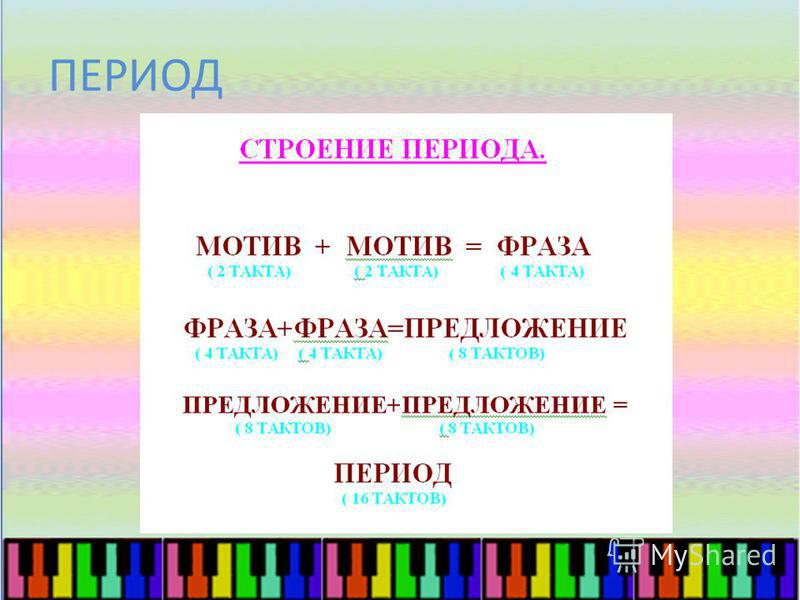 ПЕРИОД
СТРОЕНИЕ ПЕРИОДА.
МОТИВ + МОТИВ = ФРАЗА
( 2 ТАКТА) ( 2 ТАКТА) ( 4 ТАКТА)
ФРАЗА+ФРАЗА=ПРЕДЛОЖЕНИЕ
( 4 ТАКТА) ( 4 ТАКТА) ( 8 ТАКТОВ)
ПРЕДЛОЖЕНИЕ+ПРЕДЛОЖЕНИЕ =
( 8 ТАКТОВ) ( 8 ТАКТОВ)
ПЕРИОД
( 16 ТАКТОВ)
MyShared